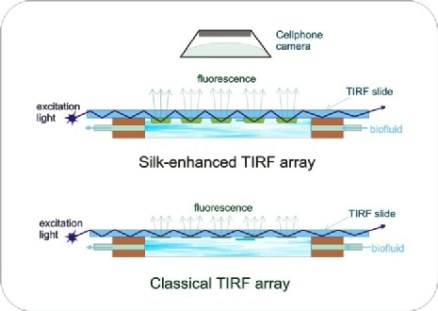 Cellphone
camera
fluorescence
TIRF slide
excitation
light
biofluid
Silk-enhanced TIRF array
fluorescence
TIRF slide
excitation
light
biofluid
Classical TIRF array